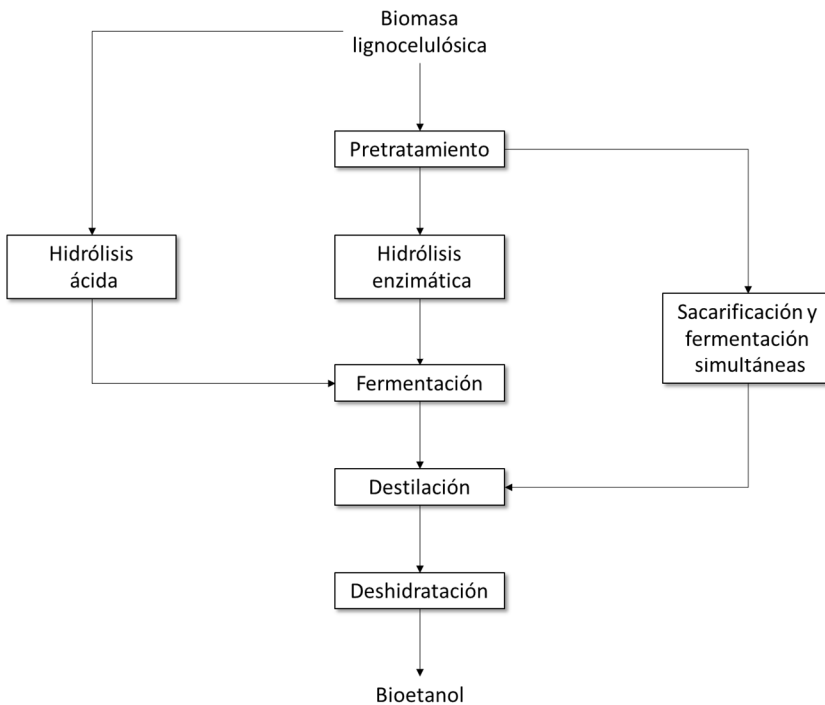 Biomasa
lignocelulósica
Pretratamiento
Hidrólisis
ácida
Hidrólisis
enzimática
Sacarificación y
fermentación
simultáneas
Fermentación
Destilación
Deshidratación
Bioetanol